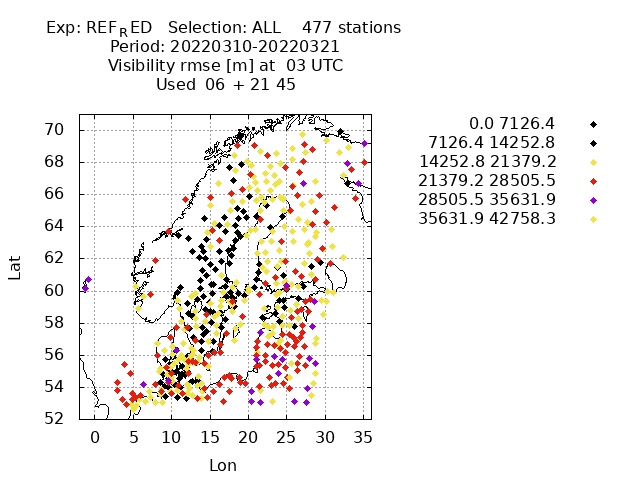 Exp: REFRED Selection: ALL 477 stations
Period: 20220310-20220321
Visibility rmse [m] at 03 UTC
Used 06 + 21 45
0.0 7126.4
7126.4 14252.8
14252.8 21379.2
21379.2 28505.5
28505.5 35631.9
35631.9 42758.3
70
68
66
64
62
60
58
56
54
52
Lat
0 5 10 15 20 25 30 35
Lon